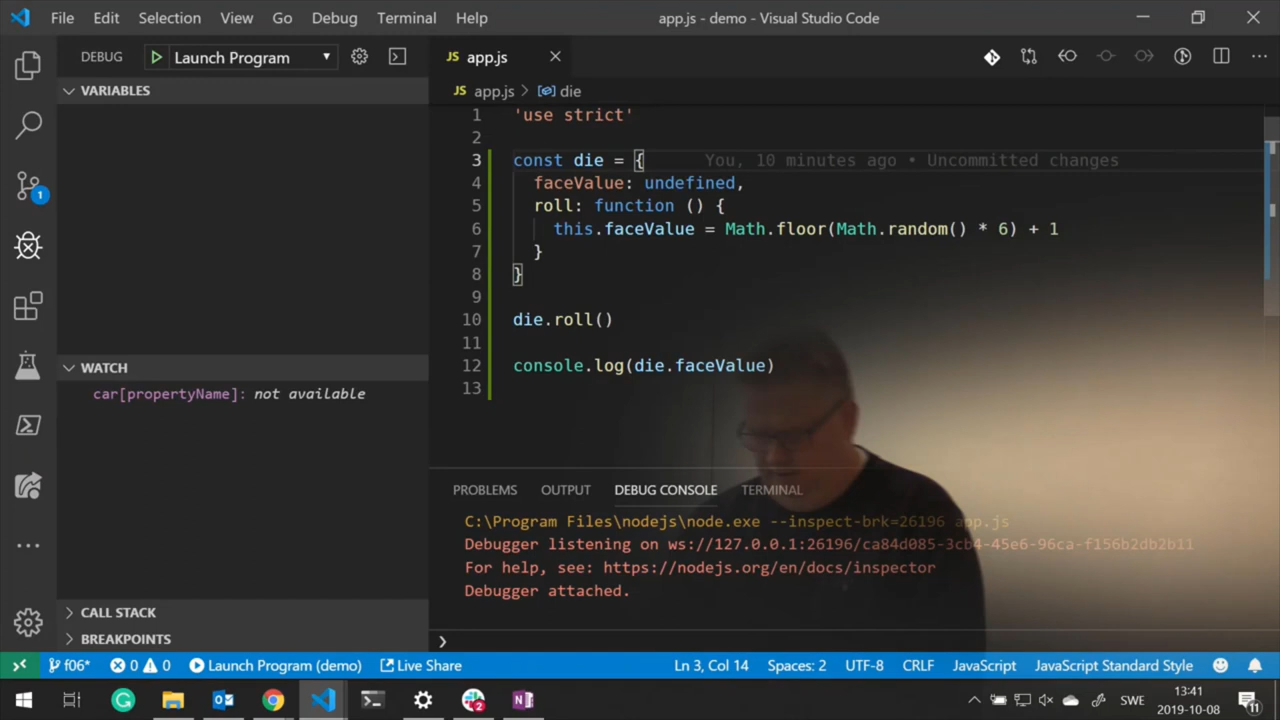 File Edit Selection View Go Debug Terminal Help app.js - demo - Visual Studio Code
DEBUG Launch Program
JS app.js
VARIABLES
JS app.js > die
1 'use strict'
2
3 const die = { You, 10 minutes ago • Uncommitted changes
4 faceValue: undefined,
5 roll: function () {
6 this.faceValue = Math.floor(Math.random() * 6) + 1
7 }
8 }
9
10 die.roll()
11
12 console.log(die.faceValue)
13
1
WATCH
car[propertyName]: not available
PROBLEMS OUTPUT DEBUG CONSOLE TERMINAL
C:\Program Files\nodejs\node.exe --inspect-brk=26196 app.js
Debugger listening on ws://127.0.0.1:26196/ca84d085-3cb4-45e6-96ca-f156b2db2b11
For help, see: https://nodejs.org/en/docs/inspector
Debugger attached.
CALL STACK
BREAKPOINTS
f06* 0 0 Launch Program (demo) Live Share Ln 3, Col 14 Spaces: 2 UTF-8 CRLF JavaScript JavaScript Standard Style
2
SWE
13:41
2019-10-08
11